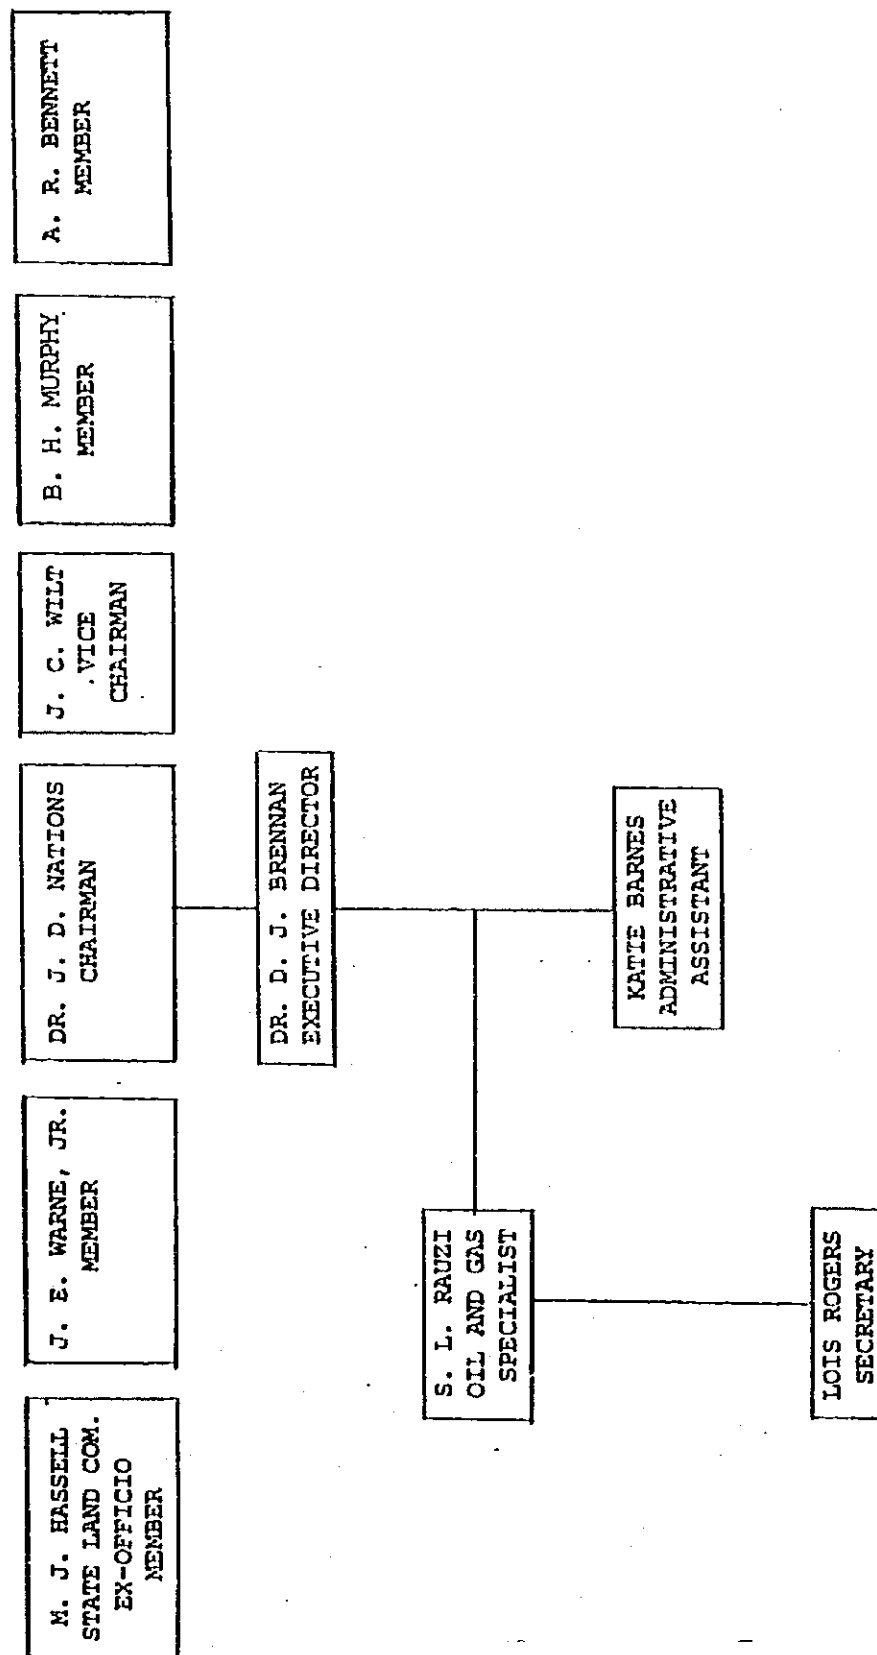 M. J. HASSELL
STATE LAND COM.
EX-OFFICIO
MEMBER
J. E. WARNE, JR.
MEMBER
DR. J. D. NATIONS
CHAIRMAN
J. C. WILT
VICE
CHAIRMAN
B. H. MURPHY
MEMBER
A. R. BENNETT
MEMBER
DR. D. J. BRENNAN
EXECUTIVE DIRECTOR
S. L. RAUZI
OIL AND GAS
SPECIALIST
KATIE BARNES
ADMINISTRATIVE
ASSISTANT
LOIS ROGERS
SECRETARY